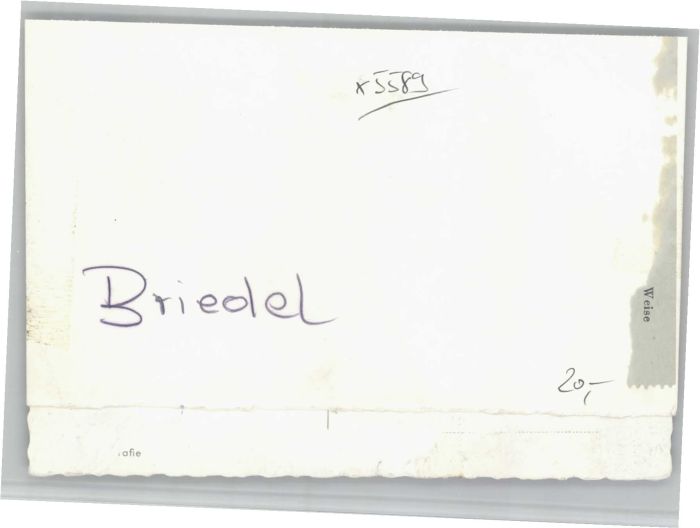 x5589
Briedel
Weise
20,-
afie